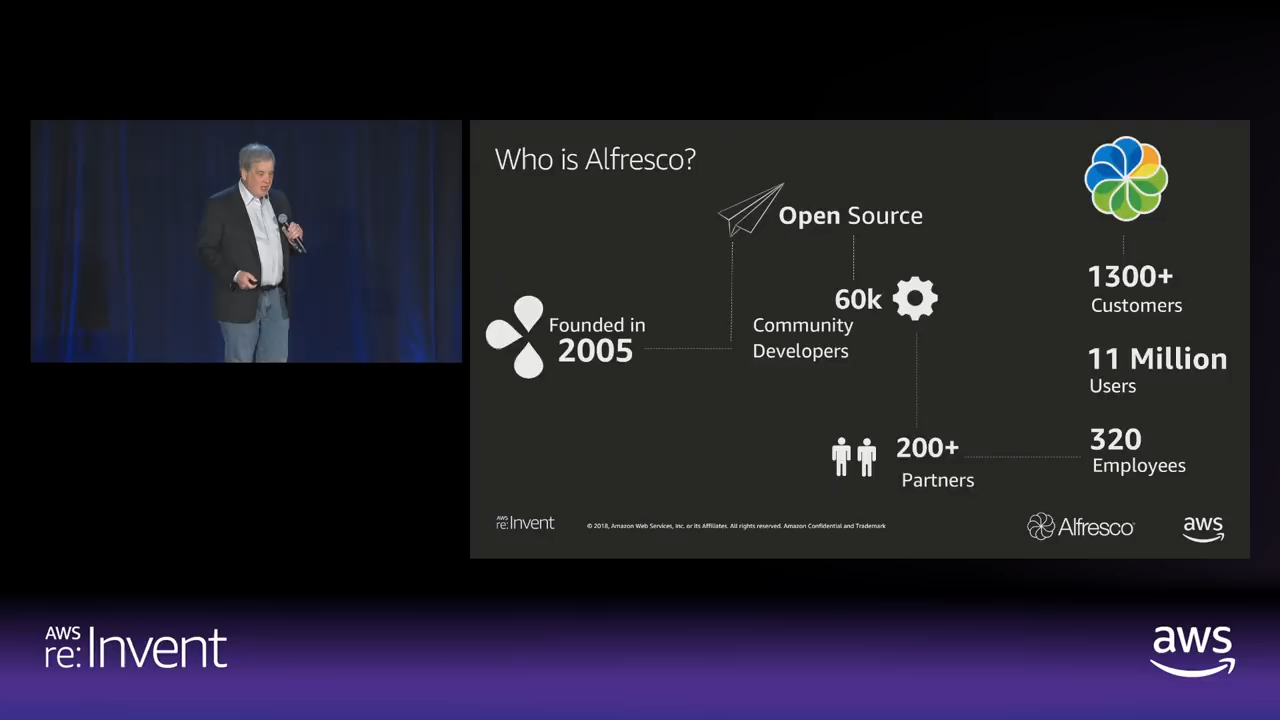 Who is Alfresco?
Open Source
60k
Community
Developers
Founded in
2005
200+
Partners
1300+
Customers
11 Million
Users
320
Employees
AWS
re:Invent
© 2018, Amazon Web Services, Inc. or its Affiliates. All rights reserved. Amazon Confidential and Trademark
Alfresco
aws
AWS
re:Invent
aws